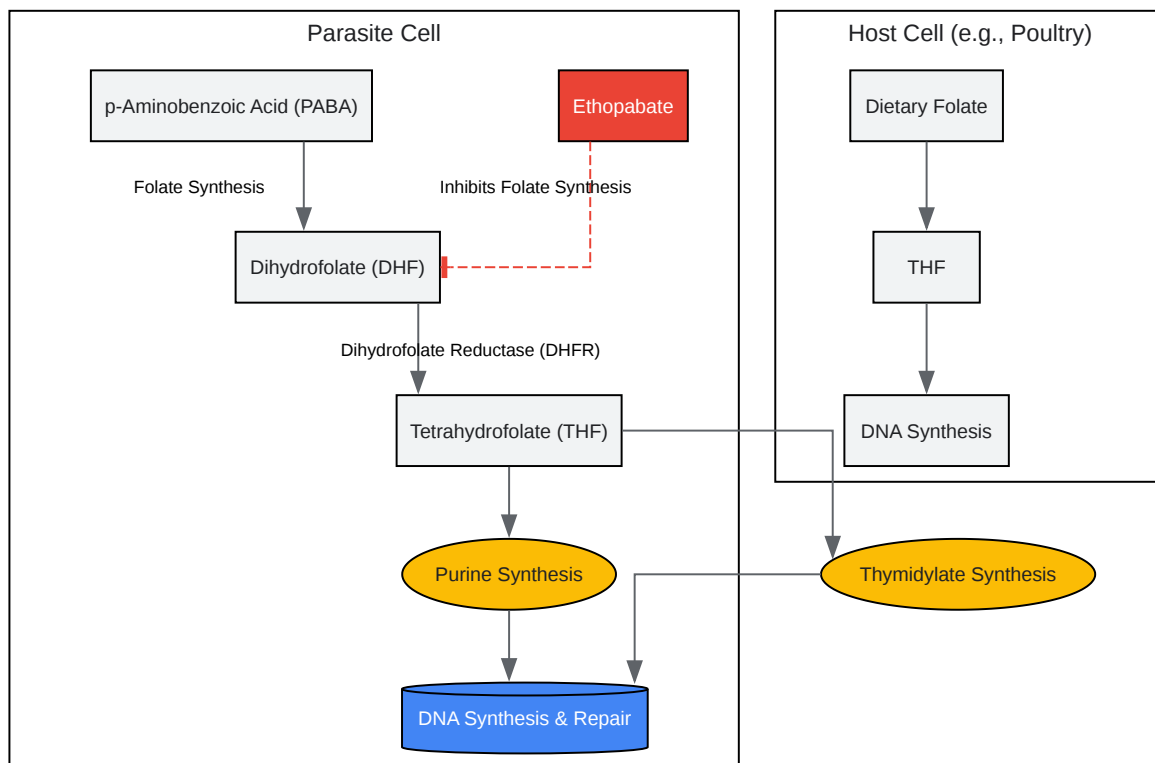 Parasite Cell
Host Cell (e.g., Poultry)
p-Aminobenzoic Acid (PABA)
Ethopabate
Dietary Folate
Folate Synthesis
Inhibits Folate Synthesis
Dihydrofolate (DHF)
THF
Dihydrofolate Reductase (DHFR)
Tetrahydrofolate (THF)
DNA Synthesis
Purine Synthesis
Thymidylate Synthesis
DNA Synthesis & Repair